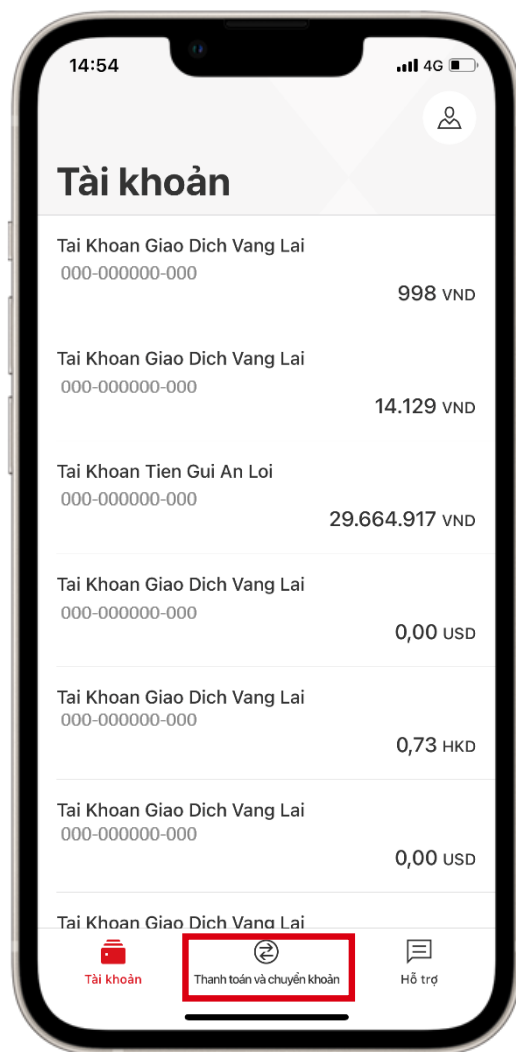 14:54
4G
Tài khoản
Tai Khoan Giao Dich Vang Lai
000-000000-000
998 VND
Tai Khoan Giao Dich Vang Lai
000-000000-000
14.129 VND
Tai Khoan Tien Gui An Loi
000-000000-000
29.664.917 VND
Tai Khoan Giao Dich Vang Lai
000-000000-000
0,00 USD
Tai Khoan Giao Dich Vang Lai
000-000000-000
0,73 HKD
Tai Khoan Giao Dich Vang Lai
000-000000-000
0,00 USD
Tai Khoan Giao Dich Vang Lai
Tài khoản
Thanh toán và chuyển khoản
Hỗ trợ